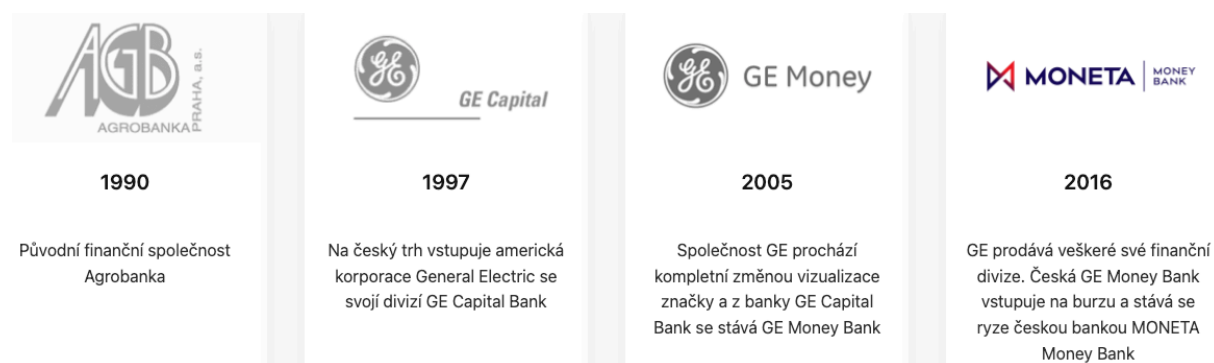 AGB
PRAHA, a.s.
AGROBANKA
1990
Původní finanční společnost
Agrobanka
GE
GE Capital
1997
Na český trh vstupuje americká
korporace General Electric se
svojí divizí GE Capital Bank
GE
GE Money
2005
Společnost GE prochází
kompletní změnou vizualizace
značky a z banky GE Capital
Bank se stává GE Money Bank
MONETA
MONEY
BANK
2016
GE prodává veškeré své finanční
divize. Česká GE Money Bank
vstupuje na burzu a stává se
ryze českou bankou MONETA
Money Bank